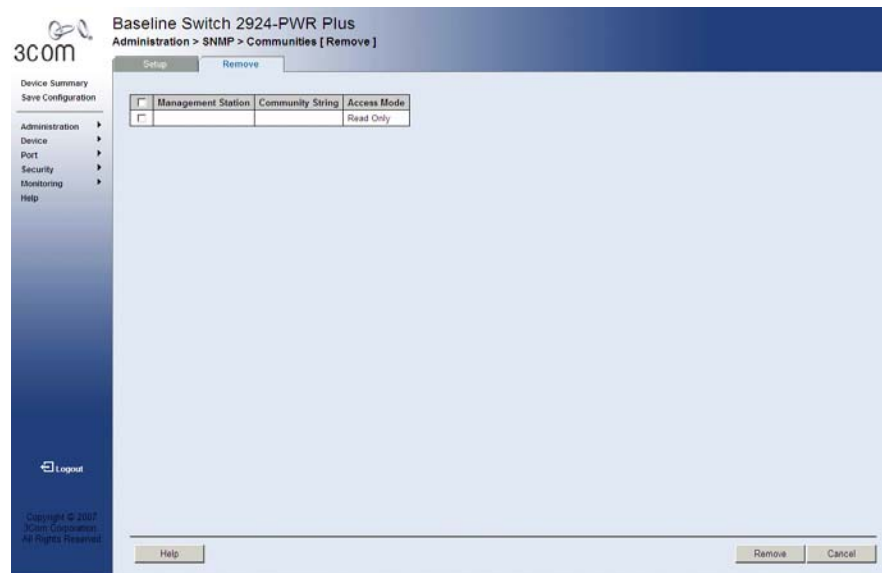 3COM
Baseline Switch 2924-PWR Plus
Administration > SNMP > Communities [ Remove ]
Setup Remove
Device Summary
Save Configuration
Administration
Device
Port
Security
Monitoring
Help
Management Station Community String Access Mode
Read Only
Logout
Copyright © 2007
3Com Corporation.
All Rights Reserved.
Help Remove Cancel